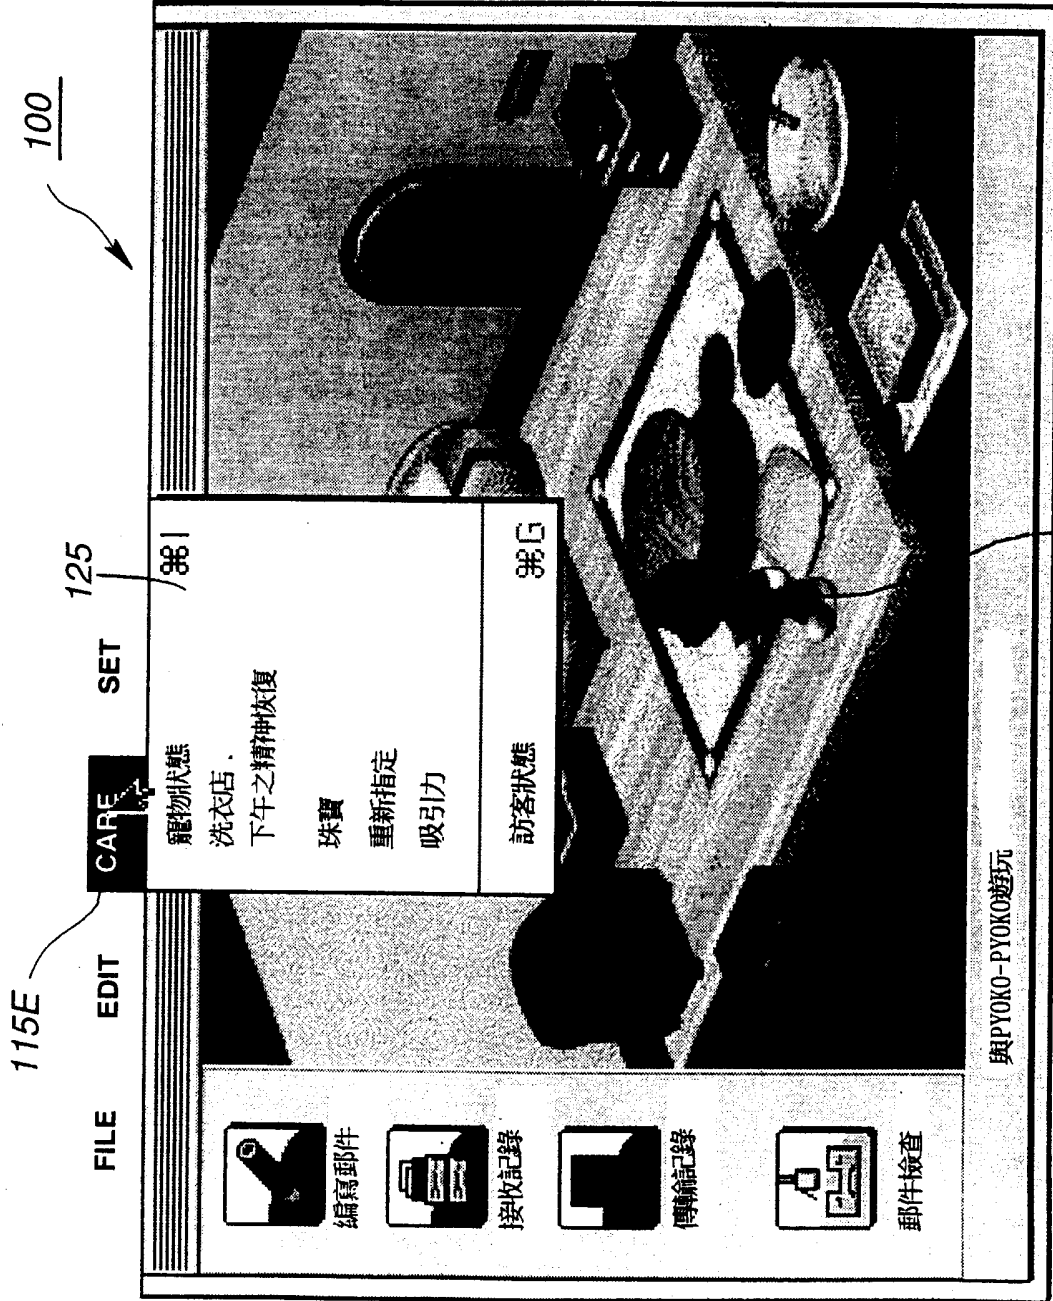 100
115E
125
FILE EDIT CARE SET
寵物狀態 ⌘I
洗衣店.
下午之精神恢復
珠寶
重新指定
吸引力
訪客狀態 ⌘G
編寫郵件
接收記錄
傳輸記錄
郵件檢查
與PYOKO-PYOKO遊玩